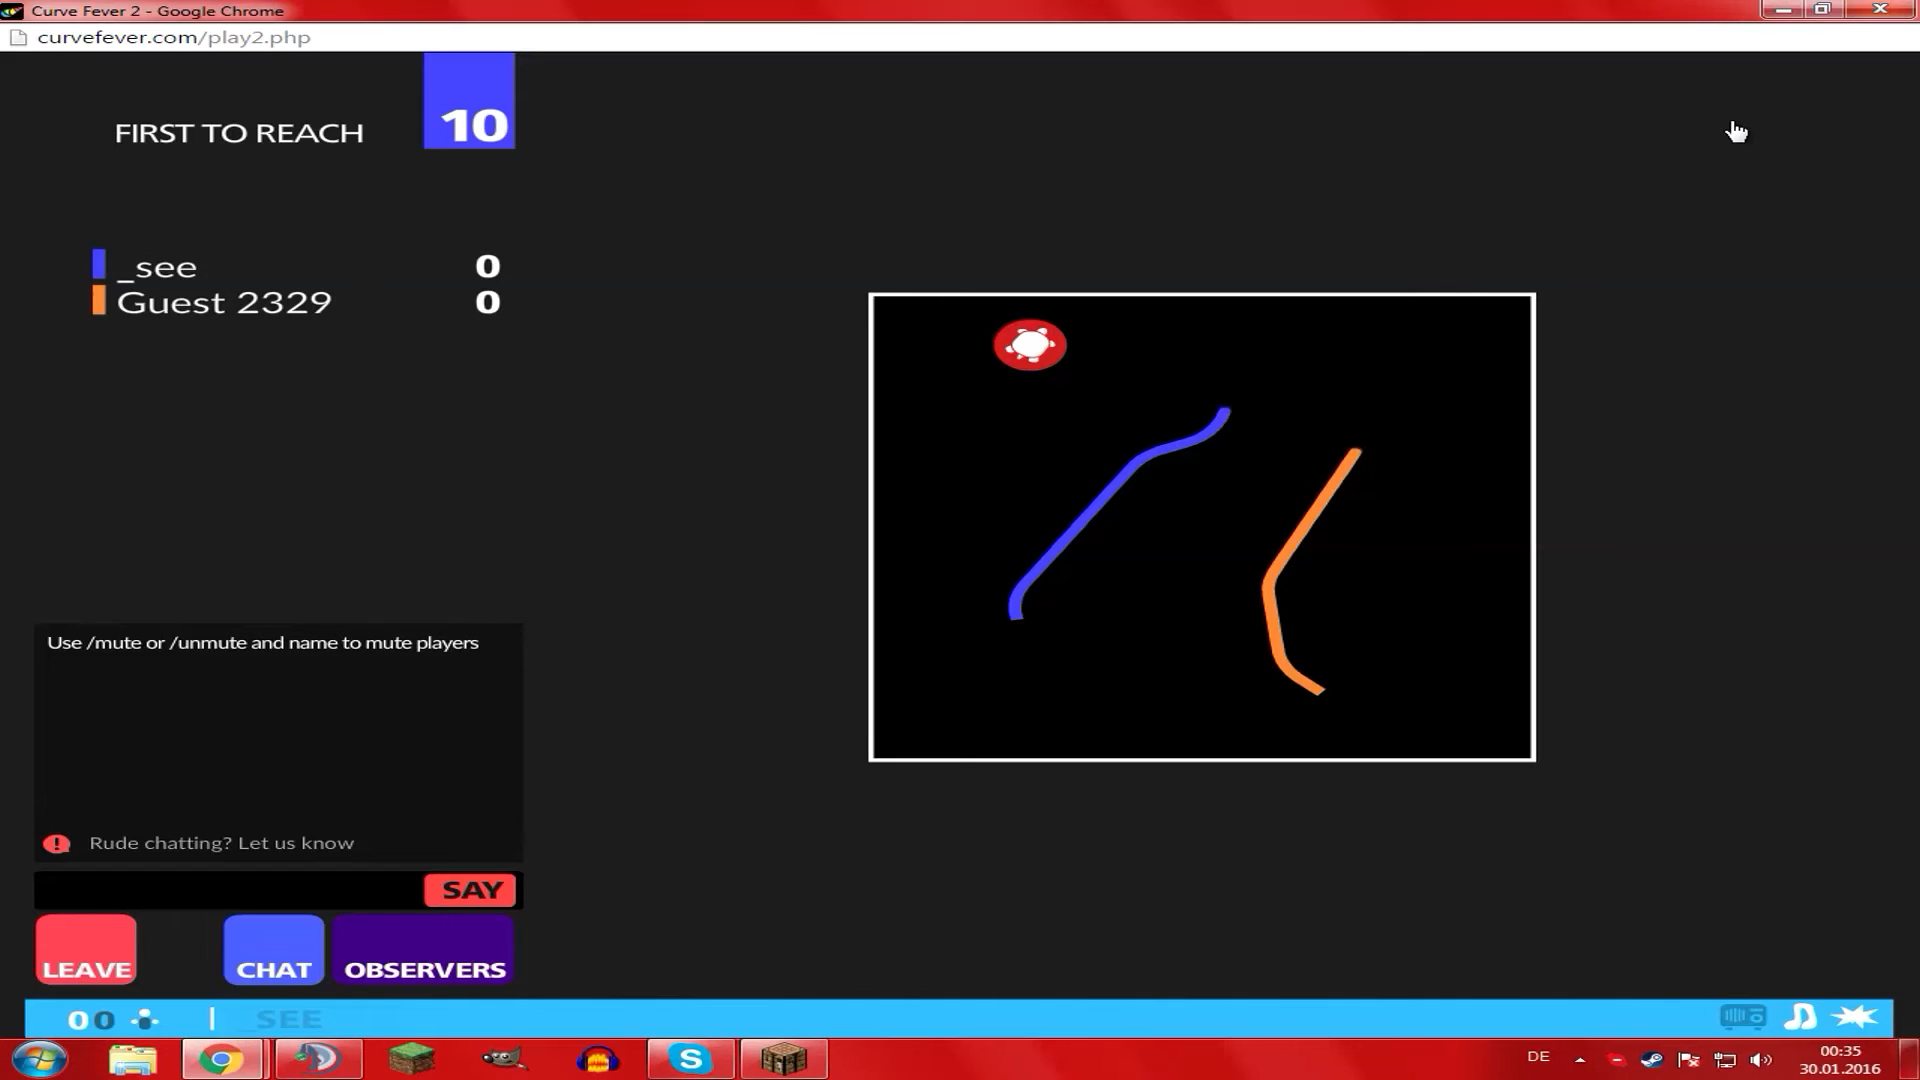 Curve Fever 2 - Google Chrome
curvefever.com/play2.php
FIRST TO REACH 10
_see 0
Guest 2329 0
Use /mute or /unmute and name to mute players
Rude chatting? Let us know
SAY
LEAVE CHAT OBSERVERS
00 _SEE
DE
00:35
30.01.2016